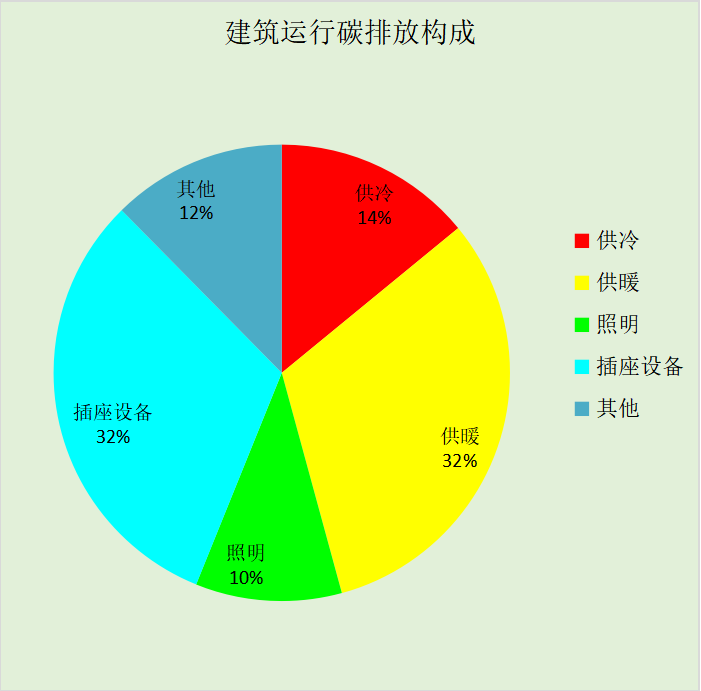 建筑运行碳排放构成
其他
12%
供冷
14%
插座设备
32%
供暖
32%
照明
10%
供冷
供暖
照明
插座设备
其他